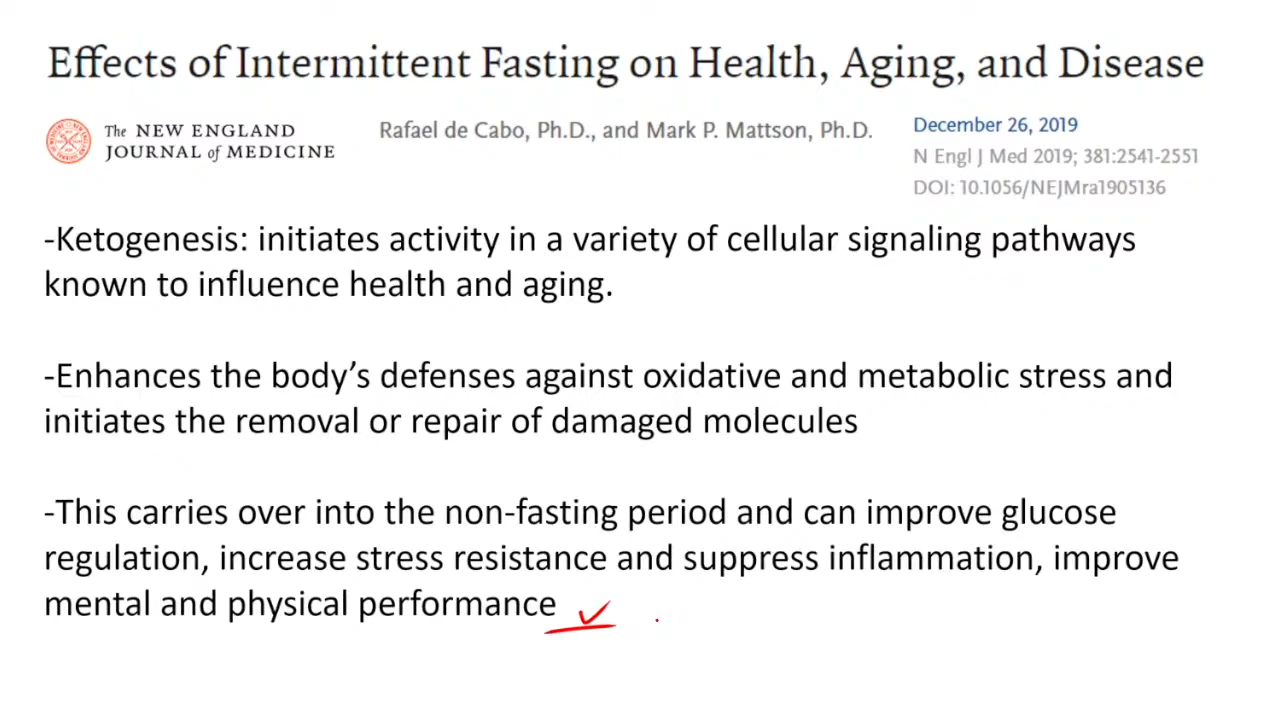 Effects of Intermittent Fasting on Health, Aging, and Disease
The NEW ENGLAND
JOURNAL of MEDICINE
Rafael de Cabo, Ph.D., and Mark P. Mattson, Ph.D.
December 26, 2019
N Engl J Med 2019; 381:2541-2551
DOI: 10.1056/NEJMra1905136
-Ketogenesis: initiates activity in a variety of cellular signaling pathways
known to influence health and aging.
-Enhances the body’s defenses against oxidative and metabolic stress and
initiates the removal or repair of damaged molecules
-This carries over into the non-fasting period and can improve glucose
regulation, increase stress resistance and suppress inflammation, improve
mental and physical performance